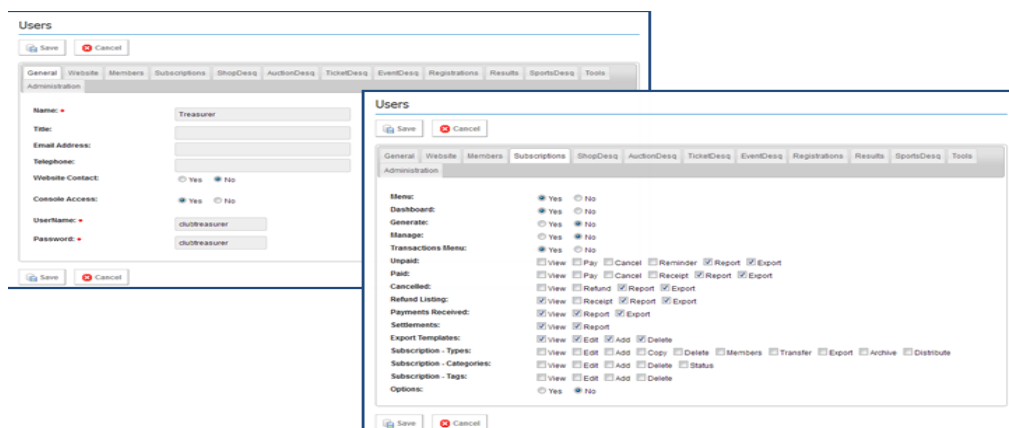 Users
Save Cancel
General Website Members Subscriptions ShopDesq AuctionDesq TicketDesq EventDesq Registrations Results SportsDesq Tools
Administration
Name: • Treasurer
Title:
Email Address:
Telephone:
Website Contact: Yes No
Console Access: Yes No
UserName: • clubtreasurer
Password: • clubtreasurer
Save Cancel
Users
Save Cancel
General Website Members Subscriptions ShopDesq AuctionDesq TicketDesq EventDesq Registrations Results SportsDesq Tools
Administration
Menu: Yes No
Dashboard: Yes No
Generate: Yes No
Manage: Yes No
Transactions Menu: Yes No
Unpaid: View Pay Cancel Reminder Report Export
Paid: View Pay Cancel Receipt Report Export
Cancelled: View Refund Report Export
Refund Listing: View Receipt Report Export
Payments Received: View Report Export
Settlements: View Report
Export Templates: View Edit Add Delete
Subscription - Types: View Edit Add Copy Delete Members Transfer Export Archive Distribute
Subscription - Categories: View Edit Add Delete Status
Subscription - Tags: View Edit Add Delete
Options: Yes No
Save Cancel